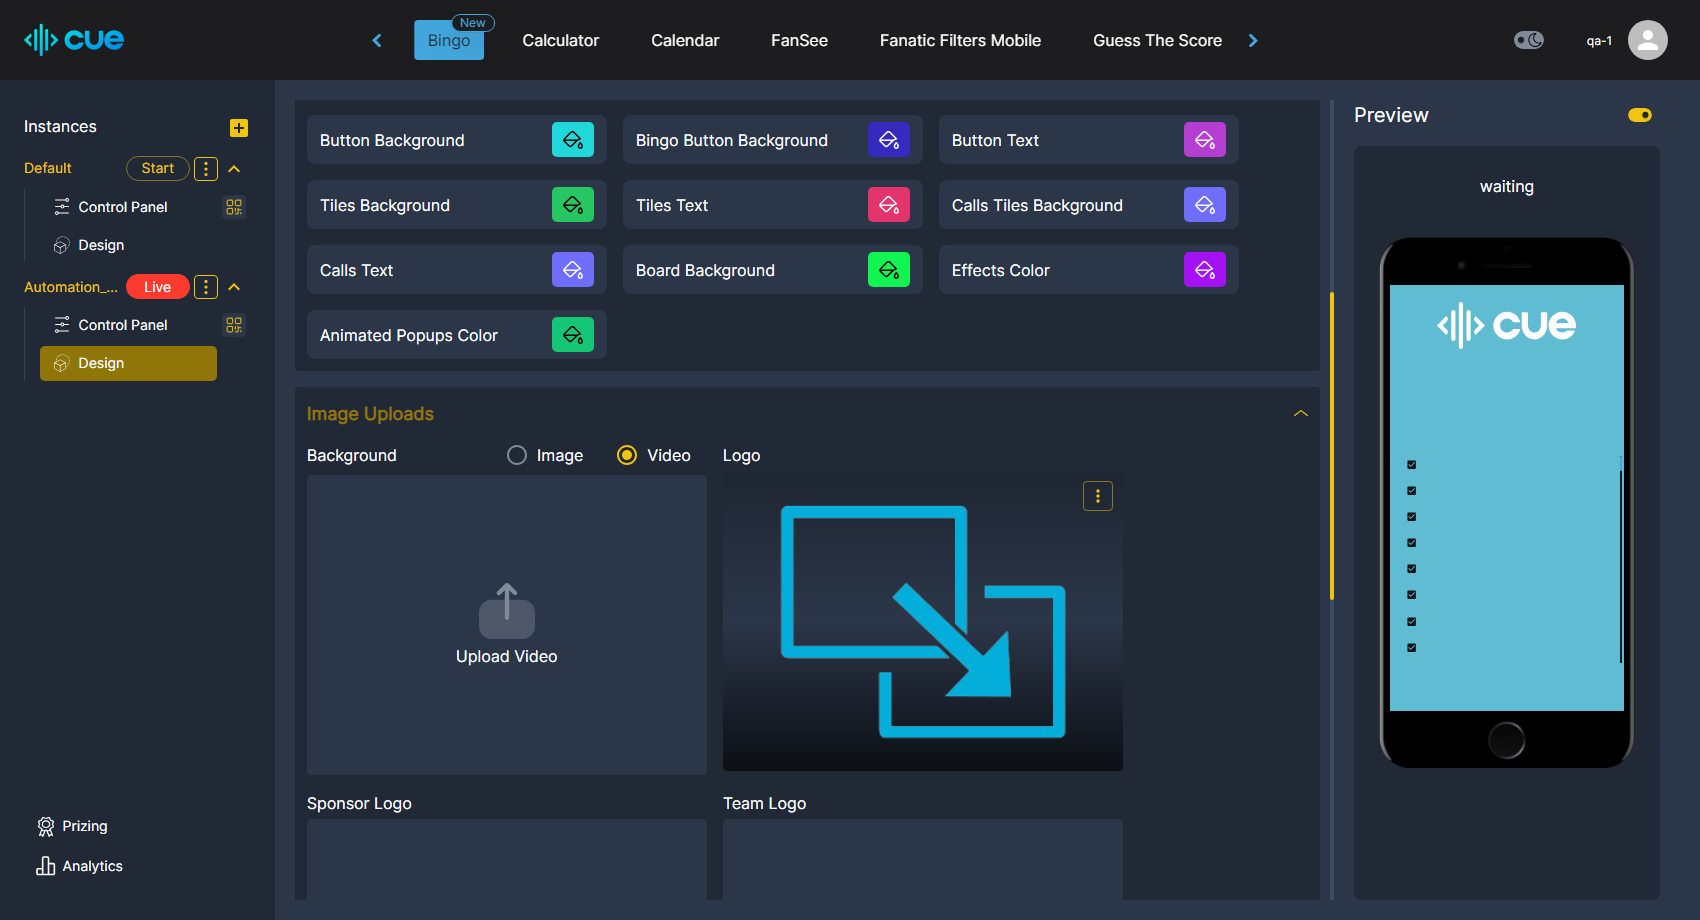 cue
New
Bingo
Calculator
Calendar
FanSee
Fanatic Filters Mobile
Guess The Score
qa-1
Instances
Default
Start
Control Panel
Design
Automation_...
Live
Control Panel
Design
Prizing
Analytics
Button Background
Bingo Button Background
Button Text
Tiles Background
Tiles Text
Calls Tiles Background
Calls Text
Board Background
Effects Color
Animated Popups Color
Image Uploads
Background
Image
Video
Logo
Upload Video
Sponsor Logo
Team Logo
Preview
waiting
cue